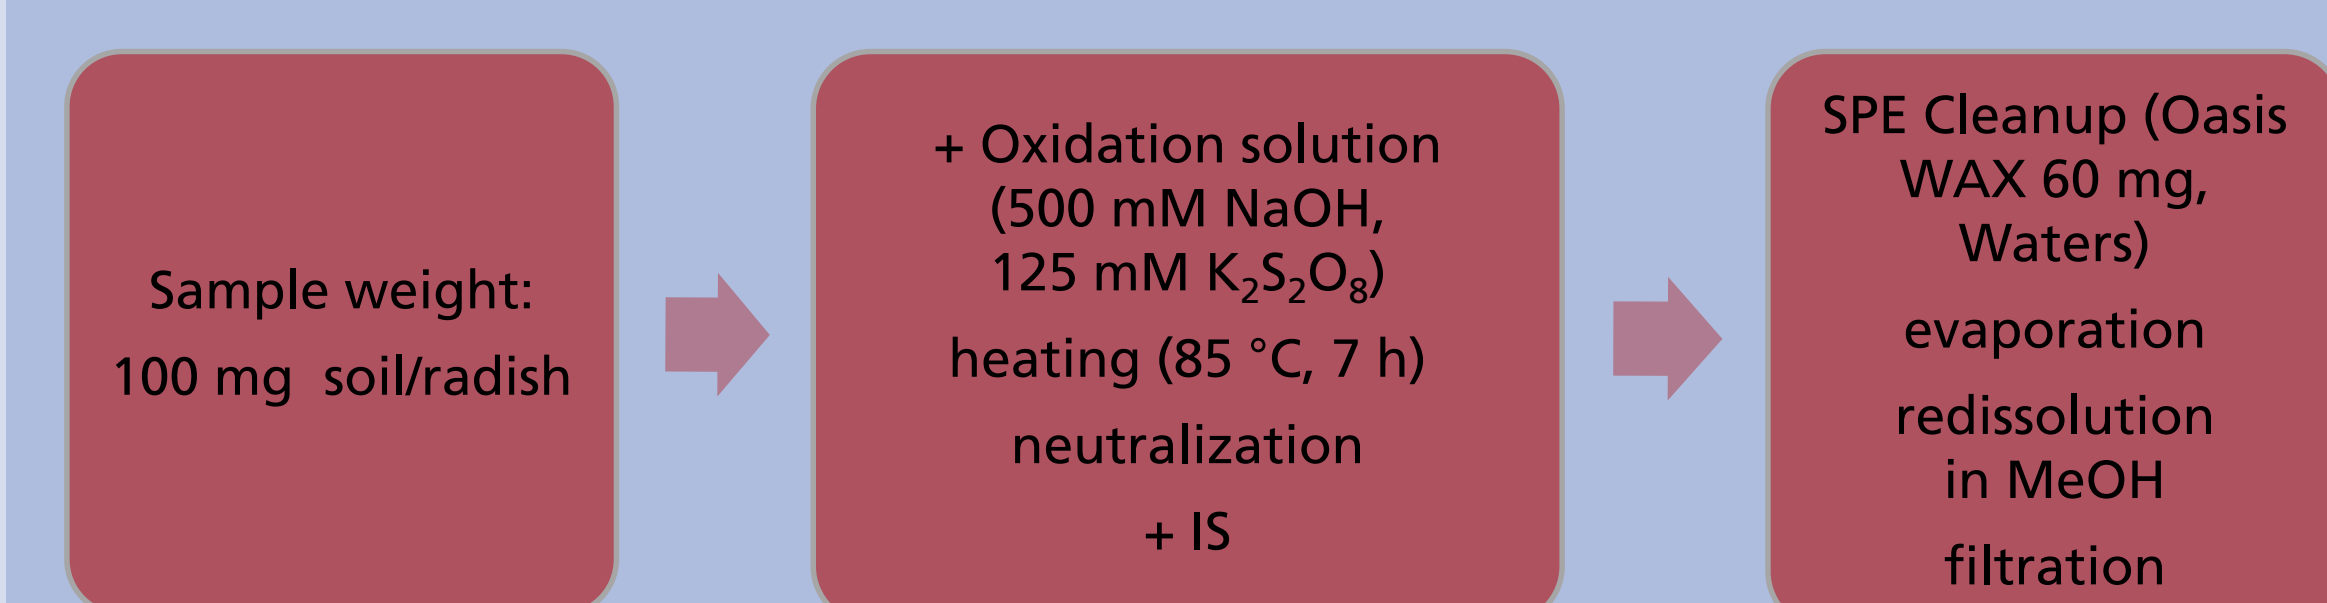 Sample weight:
100 mg  soil/radish
+ Oxidation solution
(500 mM NaOH,
125 mM K₂S₂O₈)
heating (85 °C, 7 h)
neutralization
+ IS
SPE Cleanup (Oasis
WAX 60 mg,
Waters)
evaporation
redissolution
in MeOH
filtration